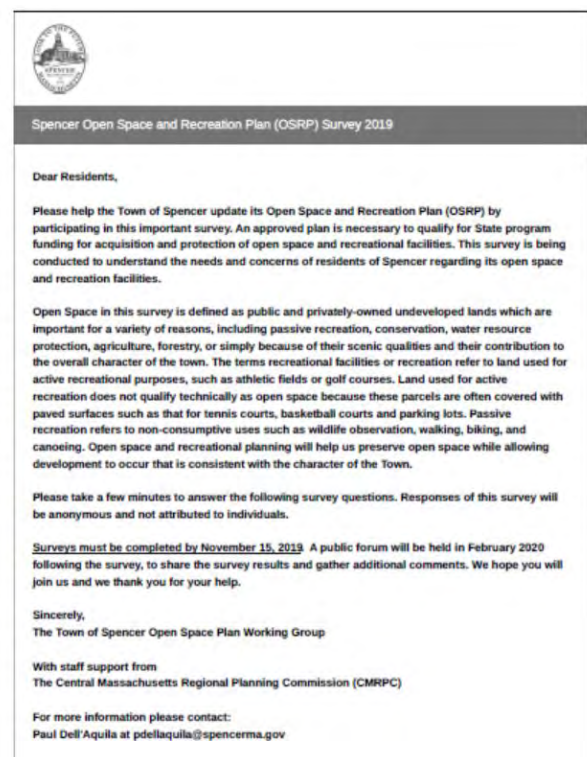 SPENCER
Spencer Open Space and Recreation Plan (OSRP) Survey 2019
Dear Residents,
Please help the Town of Spencer update its Open Space and Recreation Plan (OSRP) by
participating in this important survey. An approved plan is necessary to qualify for State program
funding for acquisition and protection of open space and recreational facilities. This survey is being
conducted to understand the needs and concerns of residents of Spencer regarding its open space
and recreation facilities.
Open Space in this survey is defined as public and privately-owned undeveloped lands which are
important for a variety of reasons, including passive recreation, conservation, water resource
protection, agriculture, forestry, or simply because of their scenic qualities and their contribution to
the overall character of the town. The terms recreational facilities or recreation refer to land used for
active recreational purposes, such as athletic fields or golf courses. Land used for active
recreation does not qualify technically as open space because these parcels are often covered with
paved surfaces such as that for tennis courts, basketball courts and parking lots. Passive
recreation refers to non-consumptive uses such as wildlife observation, walking, biking, and
canoeing. Open space and recreational planning will help us preserve open space while allowing
development to occur that is consistent with the character of the Town.
Please take a few minutes to answer the following survey questions. Responses of this survey will
be anonymous and not attributed to individuals.
Surveys must be completed by November 15, 2019. A public forum will be held in February 2020
following the survey, to share the survey results and gather additional comments. We hope you will
join us and we thank you for your help.
Sincerely,
The Town of Spencer Open Space Plan Working Group
With staff support from
The Central Massachusetts Regional Planning Commission (CMRPC)
For more information please contact:
Paul Dell'Aquila at pdellaquila@spencerma.gov